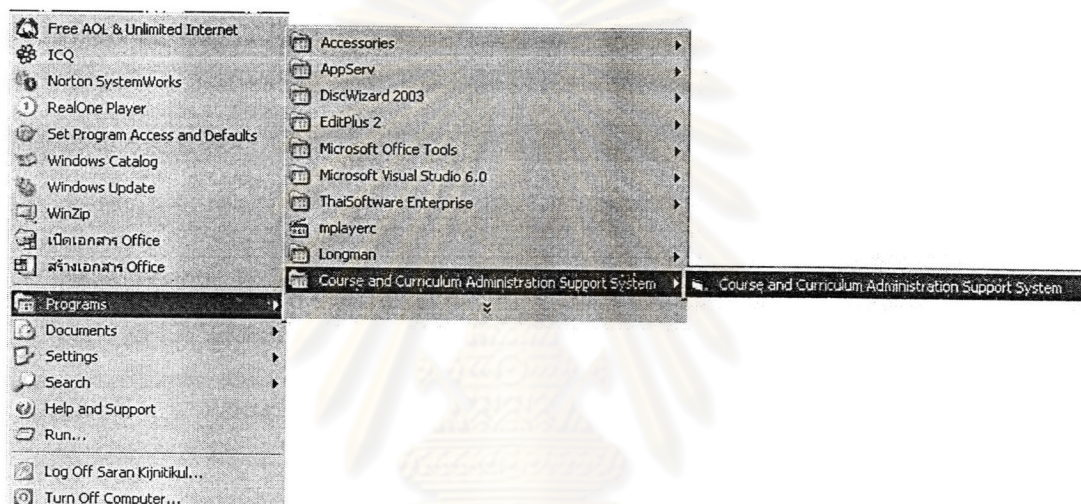 Free AOL & Unlimited Internet
ICQ
Norton SystemWorks
RealOne Player
Set Program Access and Defaults
Windows Catalog
Windows Update
WinZip
เปิดเอกสาร Office
สร้างเอกสาร Office
Programs
Documents
Settings
Search
Help and Support
Run...
Log Off Saran Kijnitikul...
Turn Off Computer...
Accessories
AppServ
DiscWizard 2003
EditPlus 2
Microsoft Office Tools
Microsoft Visual Studio 6.0
ThaiSoftware Enterprise
mplayerc
Longman
Course and Curriculum Administration Support System
Course and Curriculum Administration Support System